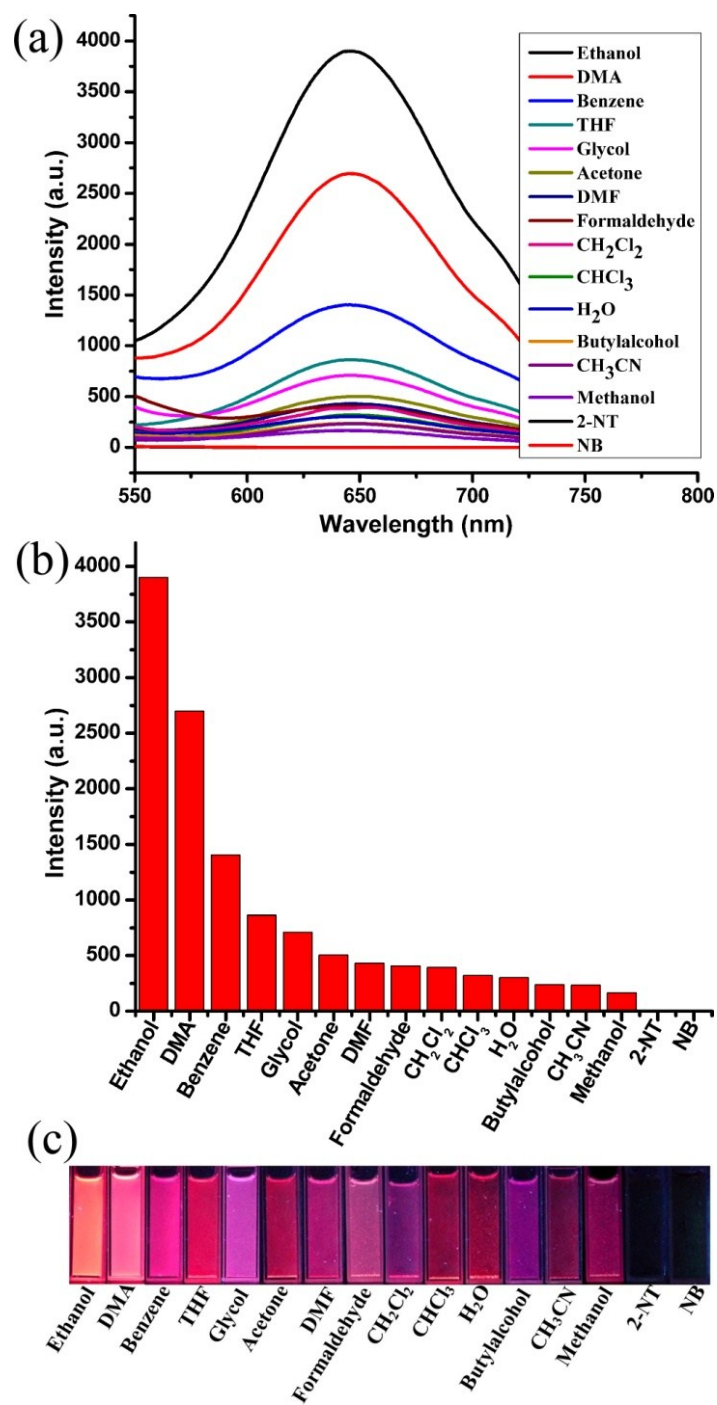 (a)
4000
3500
3000
2500
2000
1500
1000
500
0
Intensity (a.u.)
550 600 650 700 750 800
Wavelength (nm)
Ethanol
DMA
Benzene
THF
Glycol
Acetone
DMF
Formaldehyde
CH₂Cl₂
CHCl₃
H₂O
Butylalcohol
CH₃CN
Methanol
2-NT
NB
(b)
4000
3500
3000
2500
2000
1500
1000
500
0
Intensity (a.u.)
Ethanol
DMA
Benzene
THF
Glycol
Acetone
DMF
Formaldehyde
CH₂Cl₂
CHCl₃
H₂O
Butylalcohol
CH₃CN
Methanol
2-NT
NB
(c)
Ethanol
DMA
Benzene
THF
Glycol
Acetone
DMF
Formaldehyde
CH₂Cl₂
CHCl₃
H₂O
Butylalcohol
CH₃CN
Methanol
2-NT
NB